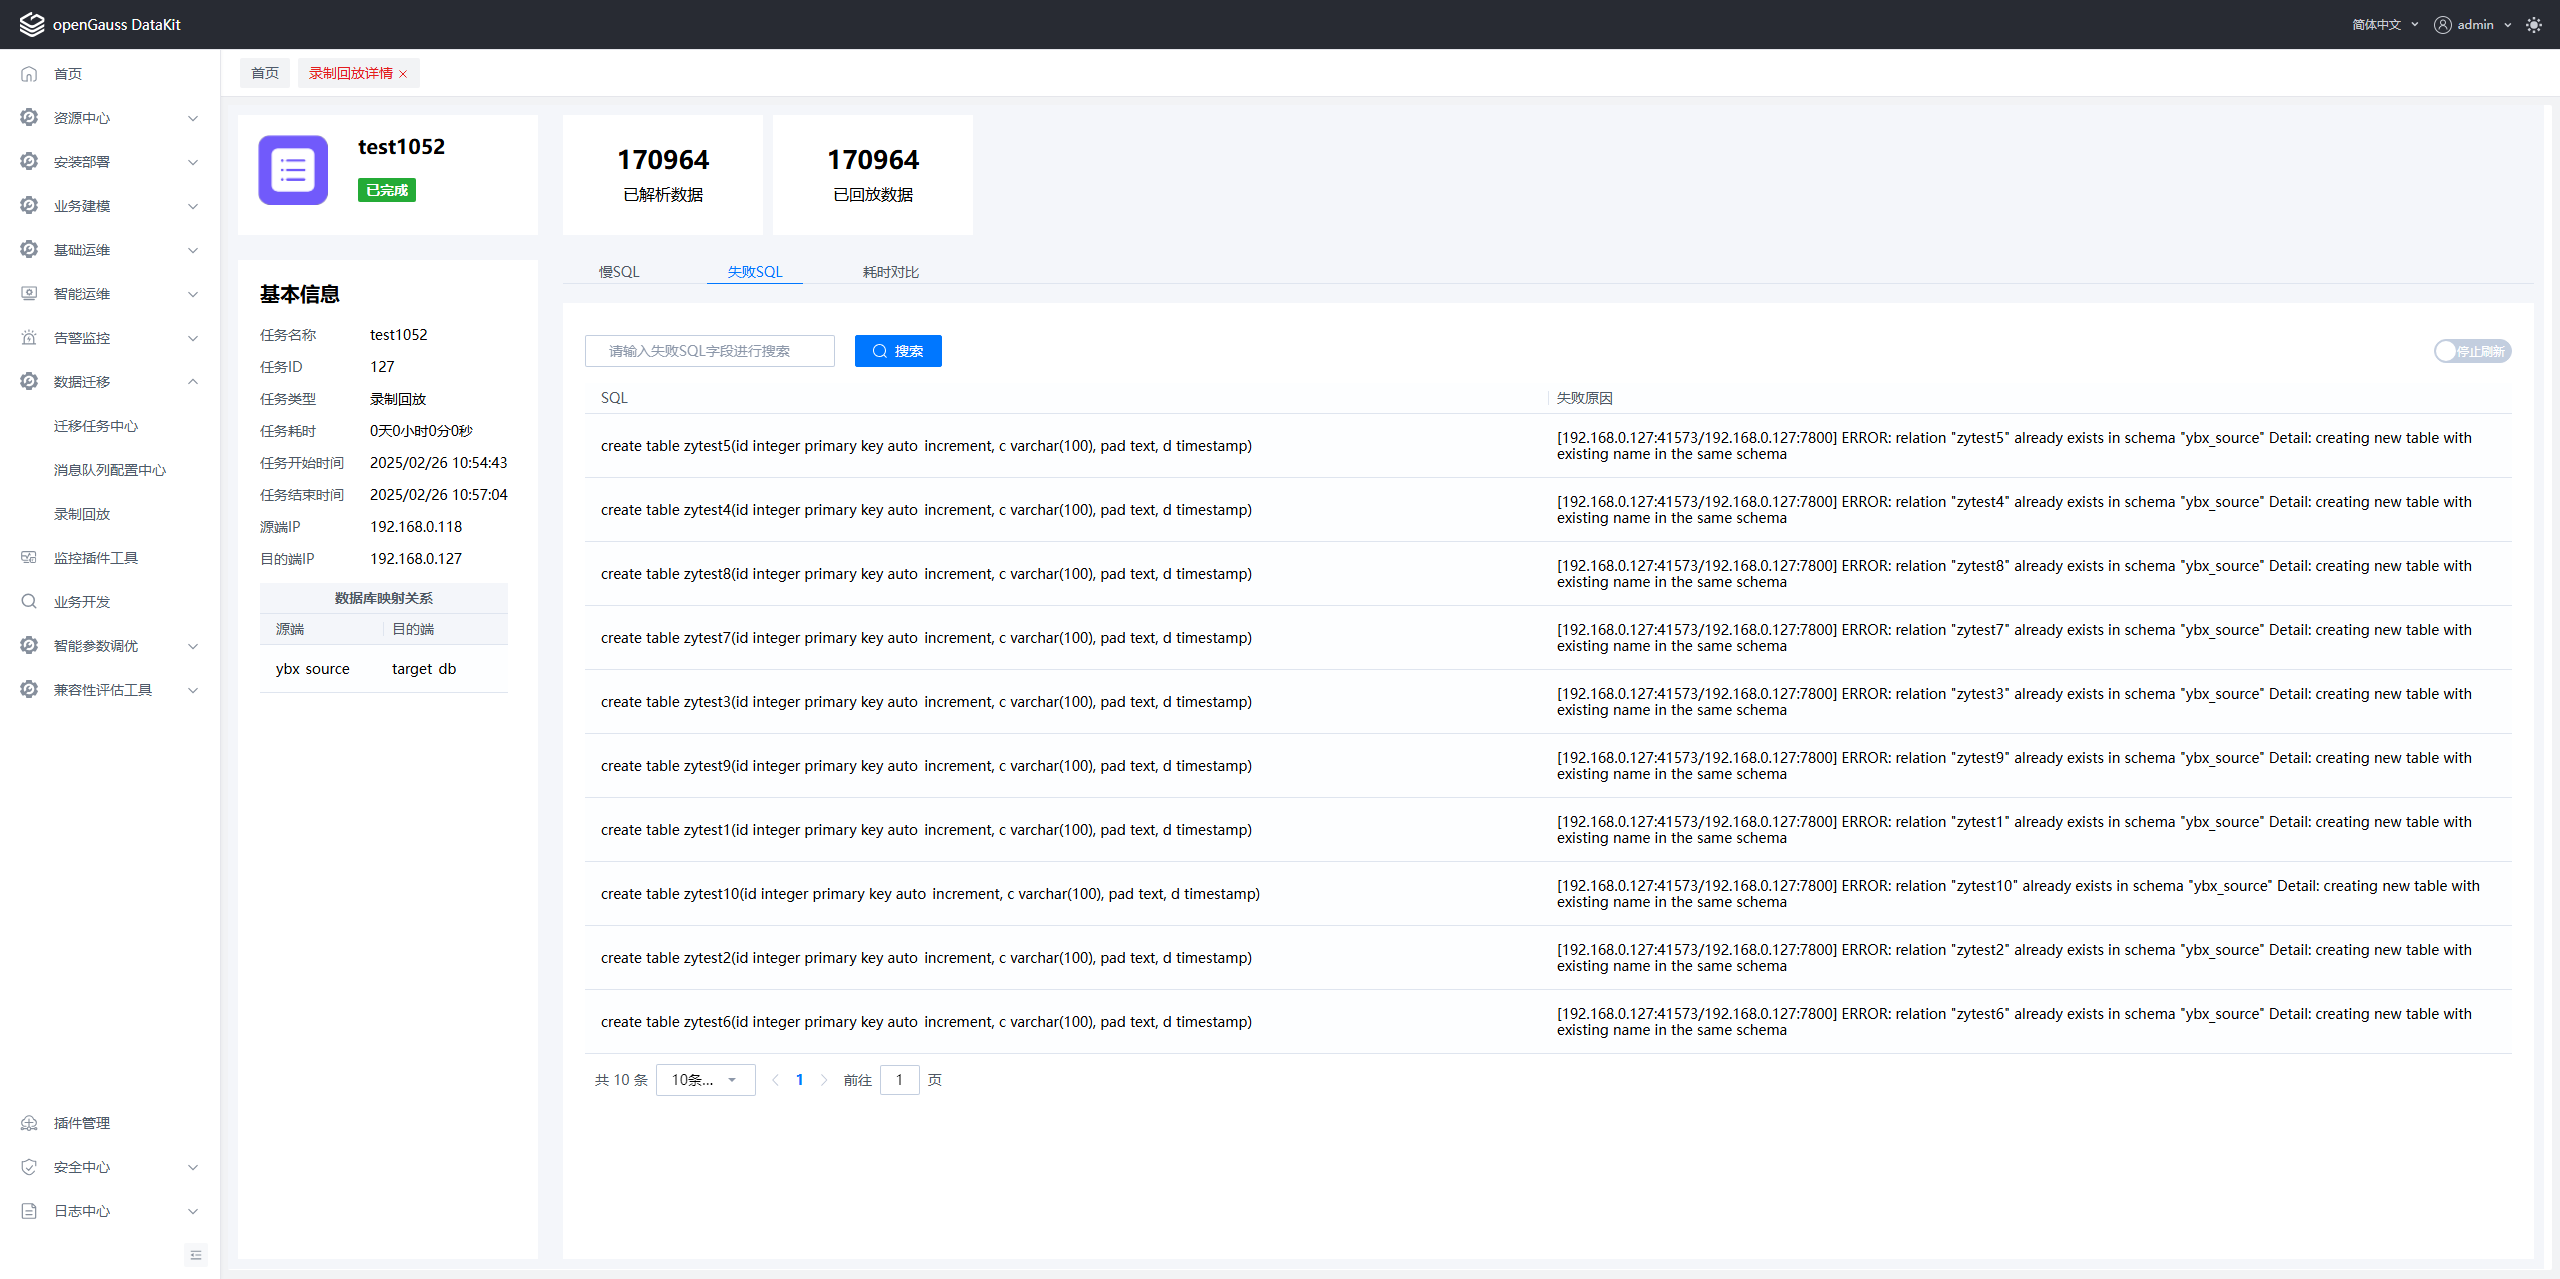 openGauss DataKit
简体中文
admin
首页
资源中心
安装部署
业务建模
基础运维
智能运维
告警监控
数据迁移
迁移任务中心
消息队列配置中心
录制回放
监控插件工具
业务开发
智能参数调优
兼容性评估工具
插件管理
安全中心
日志中心
首页
录制回放详情
test1052
已完成
170964
已解析数据
170964
已回放数据
基本信息
任务名称 test1052
任务ID 127
任务类型 录制回放
任务耗时 0天0小时0分0秒
任务开始时间 2025/02/26 10:54:43
任务结束时间 2025/02/26 10:57:04
源端IP 192.168.0.118
目的端IP 192.168.0.127
数据库映射关系
源端 目的端
ybx_source target_db
慢SQL 失败SQL 耗时对比
请输入失败SQL字段进行搜索 搜索 停止刷新
SQL 失败原因
create table zytest5(id integer primary key auto_increment, c varchar(100), pad text, d timestamp)
[192.168.0.127:41573/192.168.0.127:7800] ERROR: relation "zytest5" already exists in schema "ybx_source" Detail: creating new table with
existing name in the same schema
create table zytest4(id integer primary key auto_increment, c varchar(100), pad text, d timestamp)
[192.168.0.127:41573/192.168.0.127:7800] ERROR: relation "zytest4" already exists in schema "ybx_source" Detail: creating new table with
existing name in the same schema
create table zytest8(id integer primary key auto_increment, c varchar(100), pad text, d timestamp)
[192.168.0.127:41573/192.168.0.127:7800] ERROR: relation "zytest8" already exists in schema "ybx_source" Detail: creating new table with
existing name in the same schema
create table zytest7(id integer primary key auto_increment, c varchar(100), pad text, d timestamp)
[192.168.0.127:41573/192.168.0.127:7800] ERROR: relation "zytest7" already exists in schema "ybx_source" Detail: creating new table with
existing name in the same schema
create table zytest3(id integer primary key auto_increment, c varchar(100), pad text, d timestamp)
[192.168.0.127:41573/192.168.0.127:7800] ERROR: relation "zytest3" already exists in schema "ybx_source" Detail: creating new table with
existing name in the same schema
create table zytest9(id integer primary key auto_increment, c varchar(100), pad text, d timestamp)
[192.168.0.127:41573/192.168.0.127:7800] ERROR: relation "zytest9" already exists in schema "ybx_source" Detail: creating new table with
existing name in the same schema
create table zytest1(id integer primary key auto_increment, c varchar(100), pad text, d timestamp)
[192.168.0.127:41573/192.168.0.127:7800] ERROR: relation "zytest1" already exists in schema "ybx_source" Detail: creating new table with
existing name in the same schema
create table zytest10(id integer primary key auto_increment, c varchar(100), pad text, d timestamp)
[192.168.0.127:41573/192.168.0.127:7800] ERROR: relation "zytest10" already exists in schema "ybx_source" Detail: creating new table with
existing name in the same schema
create table zytest2(id integer primary key auto_increment, c varchar(100), pad text, d timestamp)
[192.168.0.127:41573/192.168.0.127:7800] ERROR: relation "zytest2" already exists in schema "ybx_source" Detail: creating new table with
existing name in the same schema
create table zytest6(id integer primary key auto_increment, c varchar(100), pad text, d timestamp)
[192.168.0.127:41573/192.168.0.127:7800] ERROR: relation "zytest6" already exists in schema "ybx_source" Detail: creating new table with
existing name in the same schema
共 10 条 10条... 1 前往 1 页